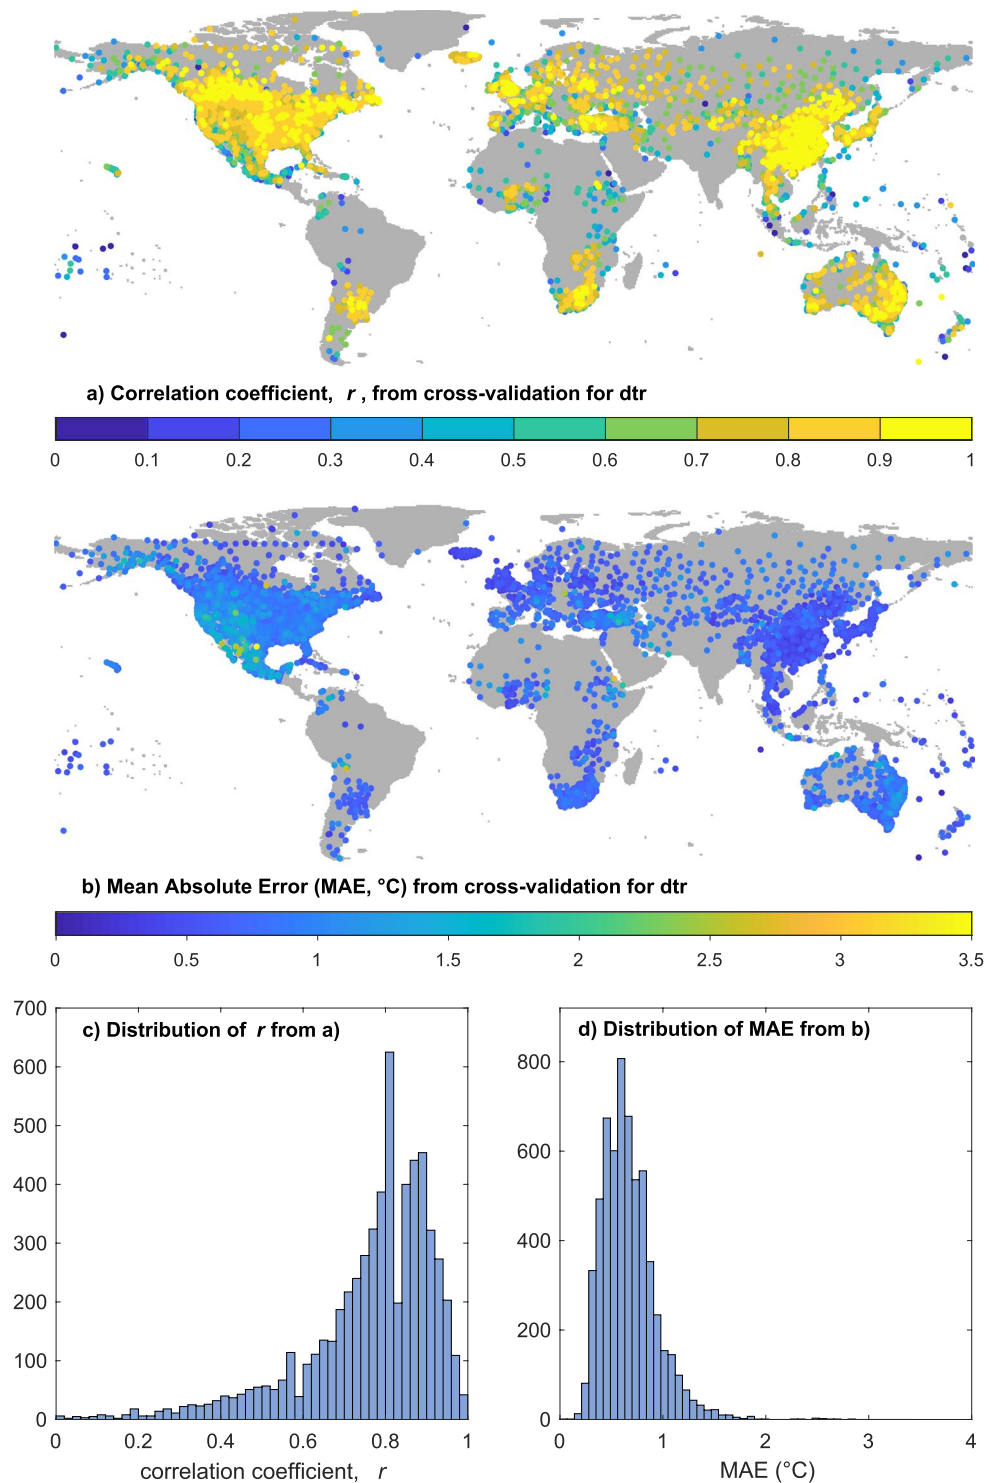 a) Correlation coefficient, r , from cross-validation for dtr
0 0.1 0.2 0.3 0.4 0.5 0.6 0.7 0.8 0.9 1
b) Mean Absolute Error (MAE, °C) from cross-validation for dtr
0 0.5 1 1.5 2 2.5 3 3.5
c) Distribution of r from a)
700
600
500
400
300
200
100
0
0 0.2 0.4 0.6 0.8 1
correlation coefficient, r
d) Distribution of MAE from b)
800
600
400
200
0
0 1 2 3 4
MAE (°C)